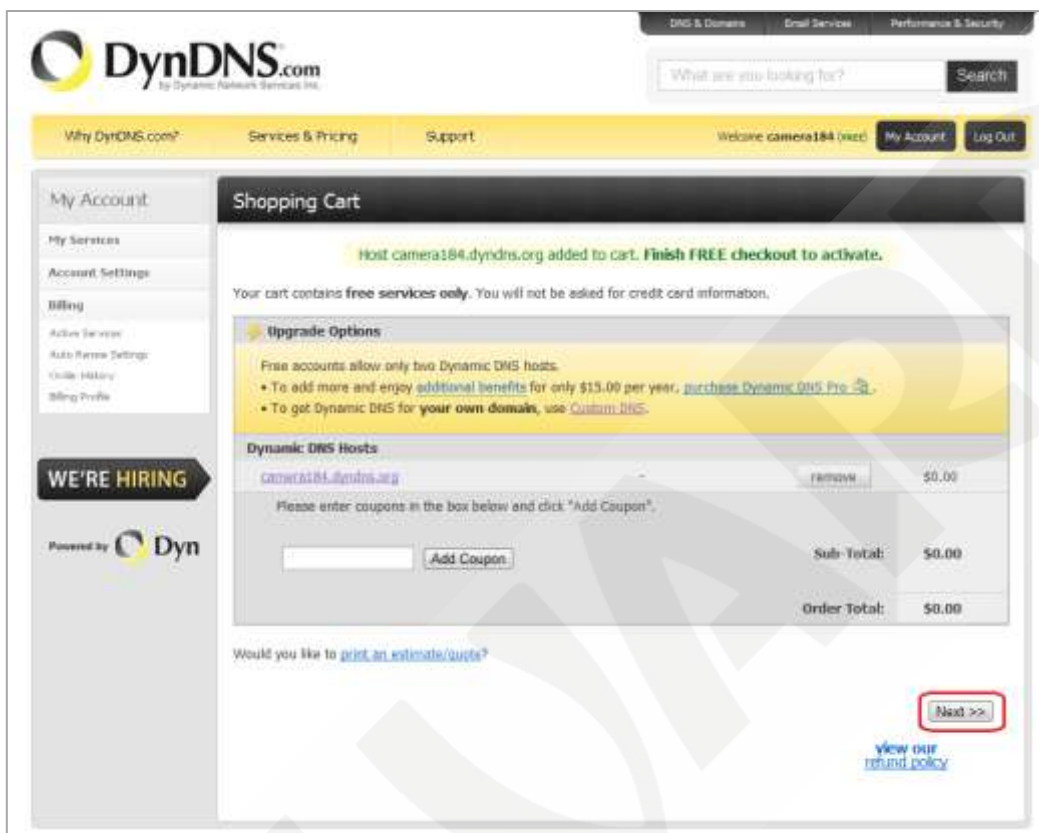 DNS & Domains Email Services Performance & Security
DynDNS.com
by Dynamic Network Services Inc.
What are you looking for? Search
Why DynDNS.com? Services & Pricing Support Welcome camera184 My Account Log Out
My Account
My Services
Account Settings
Billing
Active Services
Auto Renew Settings
Order History
Billing Profile
WE'RE HIRING
Powered by Dyn
Shopping Cart
Host camera184.dyndns.org added to cart. Finish FREE checkout to activate.
Your cart contains free services only. You will not be asked for credit card information.
Upgrade Options
Free accounts allow only two Dynamic DNS hosts.
• To add more and enjoy additional benefits for only $15.00 per year, purchase Dynamic DNS Pro .
• To get Dynamic DNS for your own domain, use Custom DNS.
Dynamic DNS Hosts
camera184.dyndns.org - remove $0.00
Please enter coupons in the box below and click "Add Coupon".
Add Coupon Sub-Total: $0.00
Order Total: $0.00
Would you like to print an estimate/quote?
Next >>
view our
refund policy